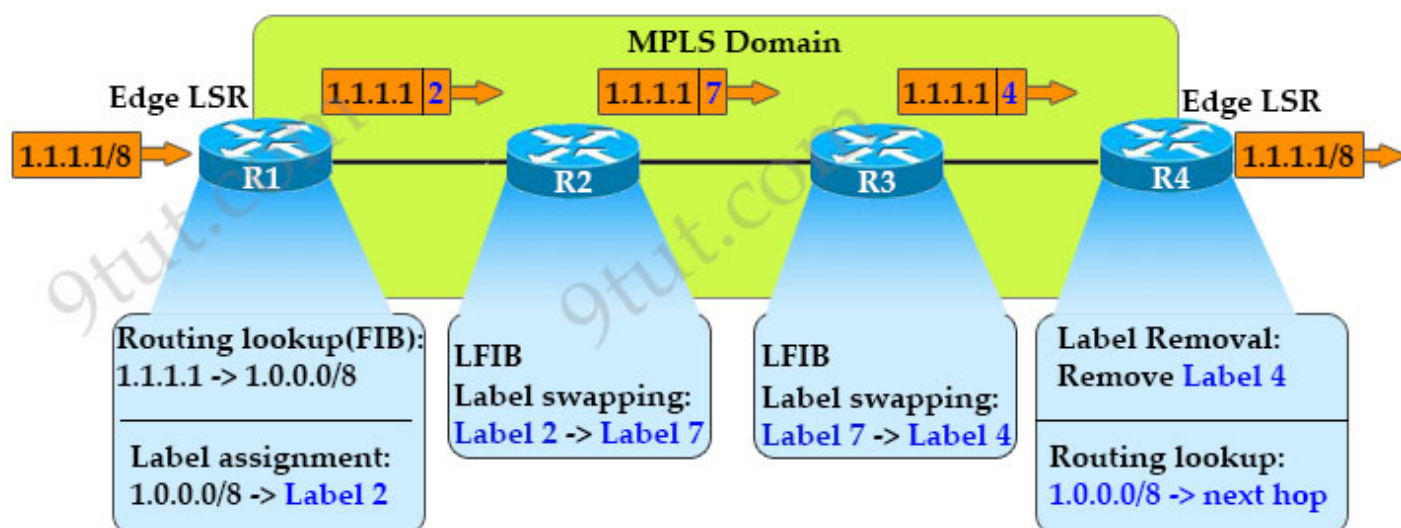 MPLS Domain
Edge LSR
1.1.1.1 2
1.1.1.1 7
1.1.1.1 4
Edge LSR
1.1.1.1/8
R1
R2
R3
R4
1.1.1.1/8
Routing lookup(FIB):
1.1.1.1 -> 1.0.0.0/8
Label assignment:
1.0.0.0/8 -> Label 2
LFIB
Label swapping:
Label 2 -> Label 7
LFIB
Label swapping:
Label 7 -> Label 4
Label Removal:
Remove Label 4
Routing lookup:
1.0.0.0/8 -> next hop
9tut.com
9tut.com